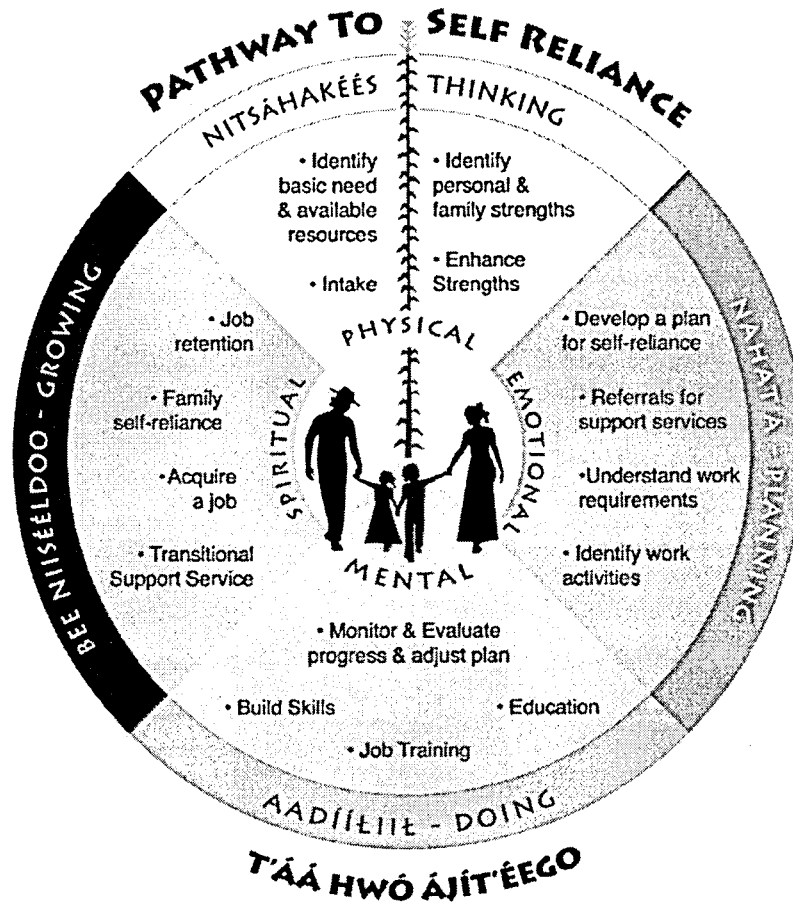 PATHWAY TO SELF RELIANCE
NITSÁHAKÉÉS THINKING
• Identify
basic need
& available
resources
• Intake
• Identify
personal &
family strengths
• Enhance
Strengths
PHYSICAL
NAHAT'Á - PLANNING
• Develop a plan
for self-reliance
• Referrals for
support services
•Understand work
requirements
• Identify work
activities
EMOTIONAL
BEE NIISÉÉLDOO - GROWING
• Job
retention
• Family
self-reliance
•Acquire
a job
• Transitional
Support Service
SPIRITUAL
MENTAL
• Monitor & Evaluate
progress & adjust plan
• Build Skills
• Education
• Job Training
AADÍÍŁIIŁ - DOING
T'ÁÁ HWÓ ÁJÍT'ÉEGO